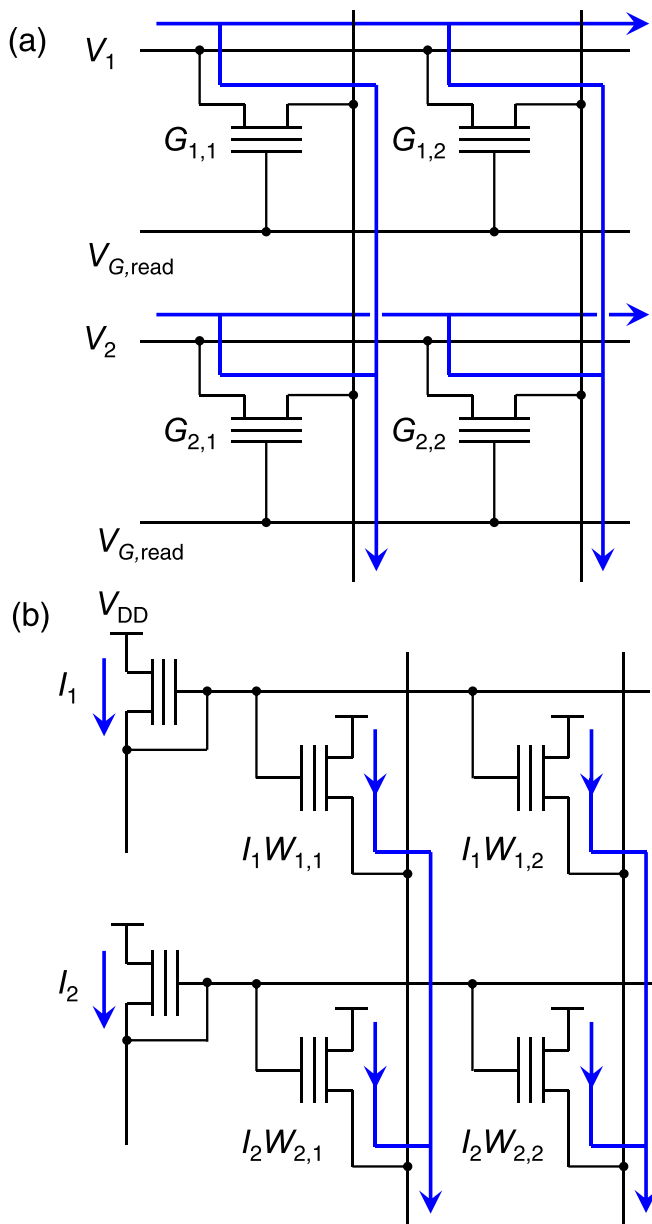 (a)
V1
G1,1 G1,2
VG,read
V2
G2,1 G2,2
VG,read
(b)
VDD
I1
I1W1,1 I1W1,2
I2
I2W2,1 I2W2,2